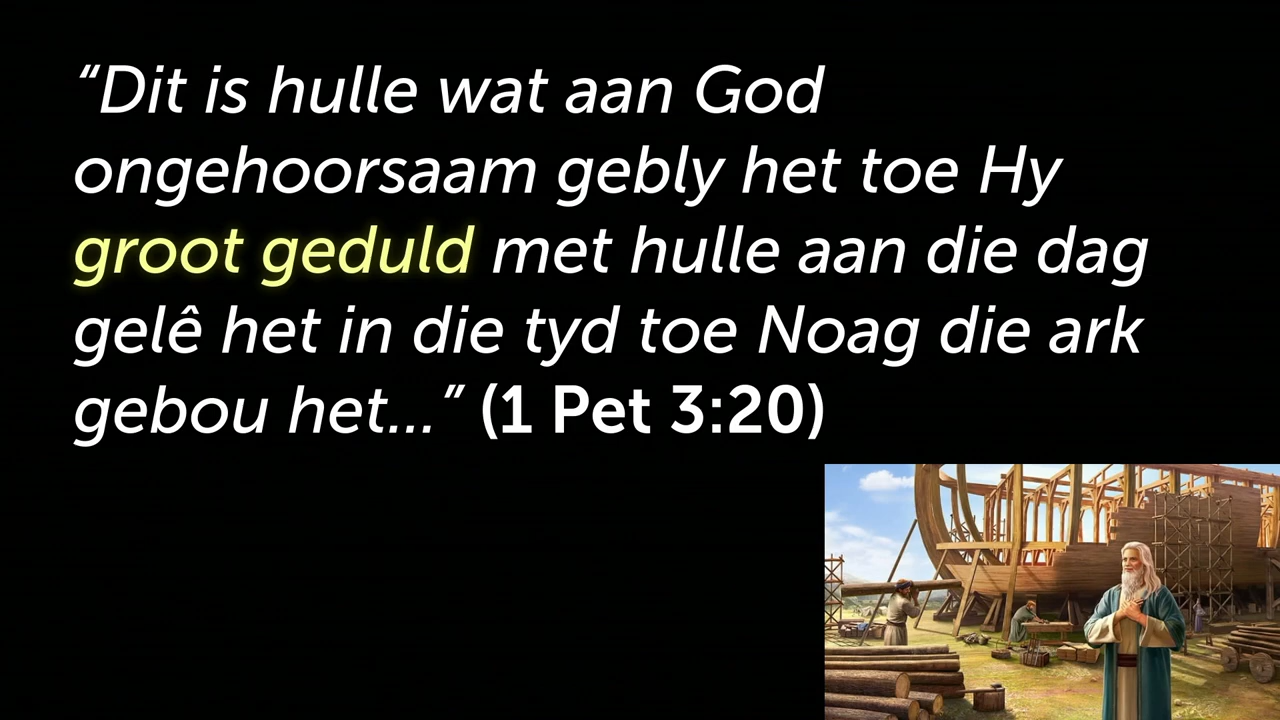 “Dit is hulle wat aan God
ongehoorsaam gebly het toe Hy
groot geduld met hulle aan die dag
gelê het in die tyd toe Noag die ark
gebou het...” (1 Pet 3:20)